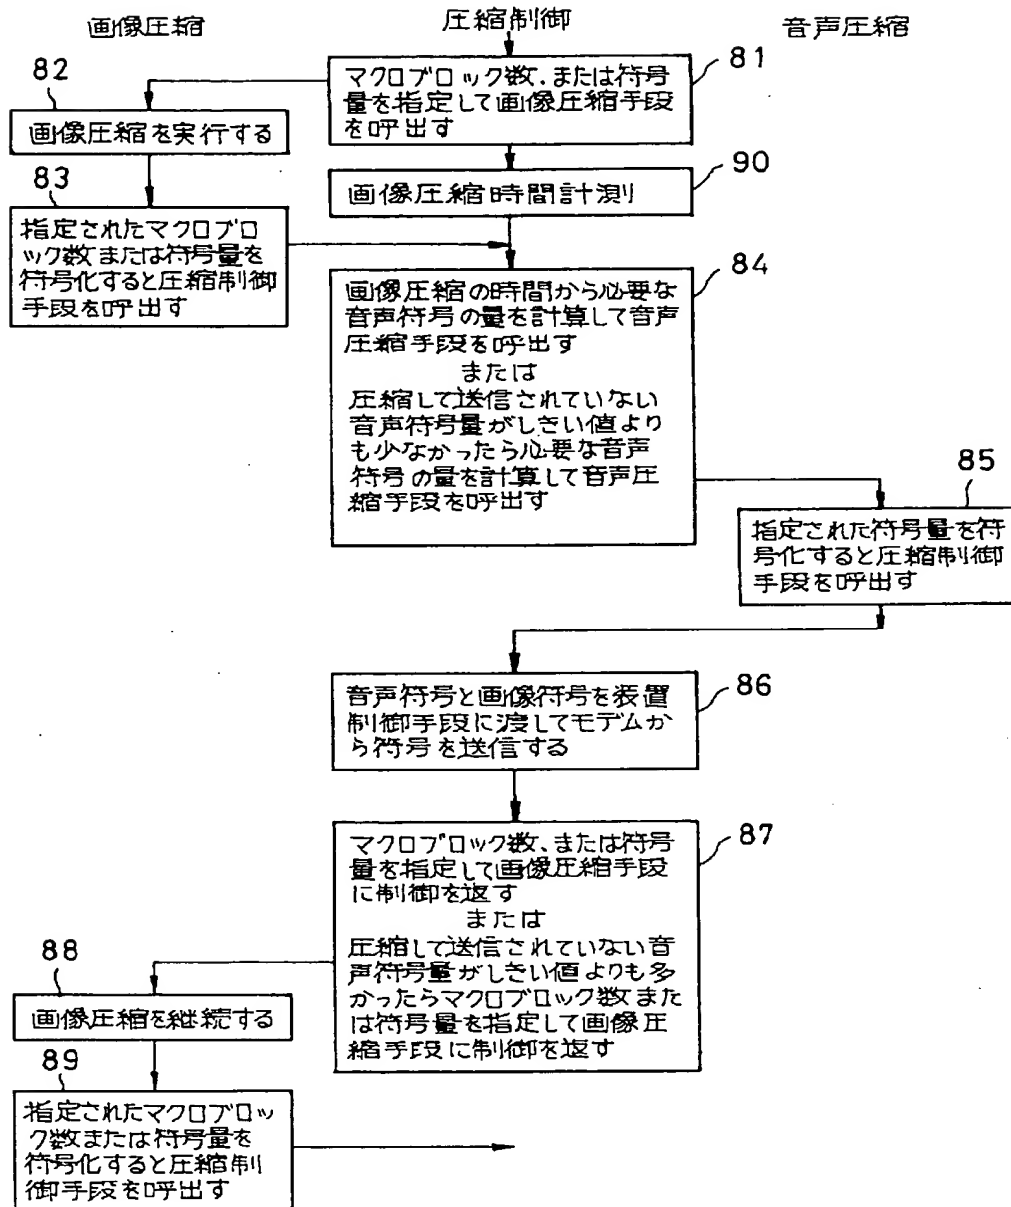 画像圧縮
圧縮制御
音声圧縮
81
マクロブロック数、または符号
量を指定して画像圧縮手段
を呼出す
82
画像圧縮を実行する
90
画像圧縮時間計測
83
指定されたマクロブロ
ック数または符号量を
符号化すると圧縮制御
手段を呼出す
84
画像圧縮の時間から必要な
音声符号の量を計算して音声
圧縮手段を呼出す
または
圧縮して送信されていない
音声符号量がしきい値より
も少なかったら必要な音声
符号の量を計算して音声圧
縮手段を呼出す
85
指定された符号量を符
号化すると圧縮制御
手段を呼出す
86
音声符号と画像符号を装置
制御手段に渡してモデムか
ら符号を送信する
87
マクロブロック数、または符号
量を指定して画像圧縮手段
に制御を返す
または
圧縮して送信されていない音
声符号量がしきい値よりも多
かったらマクロブロック数また
は符号量を指定して画像圧
縮手段に制御を返す
88
画像圧縮を継続する
89
指定されたマクロブロッ
ク数または符号量を
符号化すると圧縮制
御手段を呼出す